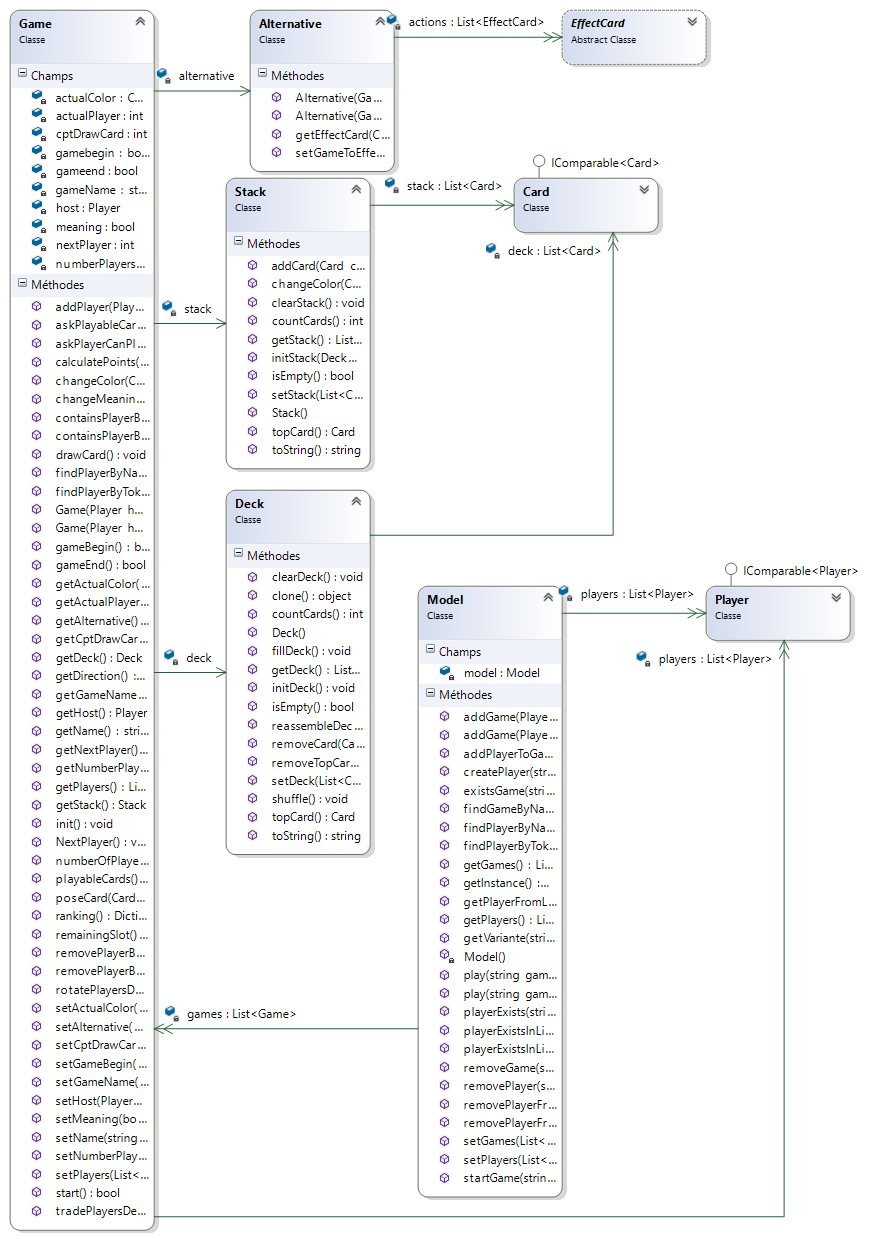 Game
Classe
Champs
actualColor : C...
actualPlayer : int
cptDrawCard : int
gamebegin : bo...
gameend : bool
gameName : st...
host : Player
meaning : bool
nextPlayer : int
numberPlayers...
Méthodes
addPlayer(Play...
askPlayableCar...
askPlayerCanPl...
calculatePoints(...
changeColor(C...
changeMeanin...
containsPlayerB...
containsPlayerB...
drawCard() : void
findPlayerByNa...
findPlayerByTok...
Game(Player h...
Game(Player h...
gameBegin() : b...
gameEnd() : bool
getActualColor(...
getActualPlayer...
getAlternative() ...
getCptDrawCar...
getDeck() : Deck
getDirection() :...
getGameName...
getHost() : Player
getName() : stri...
getNextPlayer()...
getNumberPlay...
getPlayers() : Li...
getStack() : Stack
init() : void
NextPlayer() : v...
numberOfPlaye...
playableCards()...
poseCard(Card...
ranking() : Dicti...
remainingSlot()...
removePlayerB...
removePlayerB...
rotatePlayersD...
setActualColor(...
setAlternative(...
setCptDrawCar...
setGameBegin(...
setGameName(...
setHost(Player...
setMeaning(bo...
setName(string...
setNumberPlay...
setPlayers(List<...
start() : bool
tradePlayersDe...
alternative
stack
deck
games : List<Game>
Alternative
Classe
Méthodes
Alternative(Ga...
Alternative(Ga...
getEffectCard(C...
setGameToEffe...
actions : List<EffectCard>
EffectCard
Abstract Classe
Stack
Classe
Méthodes
addCard(Card c...
changeColor(C...
clearStack() : void
countCards() : int
getStack() : List...
initStack(Deck ...
isEmpty() : bool
setStack(List<C...
Stack()
topCard() : Card
toString() : string
stack : List<Card>
IComparable<Card>
Card
Classe
deck : List<Card>
Deck
Classe
Méthodes
clearDeck() : void
clone() : object
countCards() : int
Deck()
fillDeck() : void
getDeck() : List...
initDeck() : void
isEmpty() : bool
reassembleDec...
removeCard(Ca...
removeTopCar...
setDeck(List<C...
shuffle() : void
topCard() : Card
toString() : string
Model
Classe
Champs
model : Model
Méthodes
addGame(Playe...
addGame(Playe...
addPlayerToGa...
createPlayer(str...
existsGame(stri...
findGameByNa...
findPlayerByNa...
findPlayerByTok...
getGames() : Li...
getInstance() :...
getPlayerFromL...
getPlayers() : Li...
getVariante(stri...
Model()
play(string gam...
play(string gam...
playerExists(stri...
playerExistsInLi...
playerExistsInLi...
removeGame(s...
removePlayer(s...
removePlayerFr...
removePlayerFr...
setGames(List<...
setPlayers(List<...
startGame(strin...
players : List<Player>
IComparable<Player>
Player
Classe
players : List<Player>